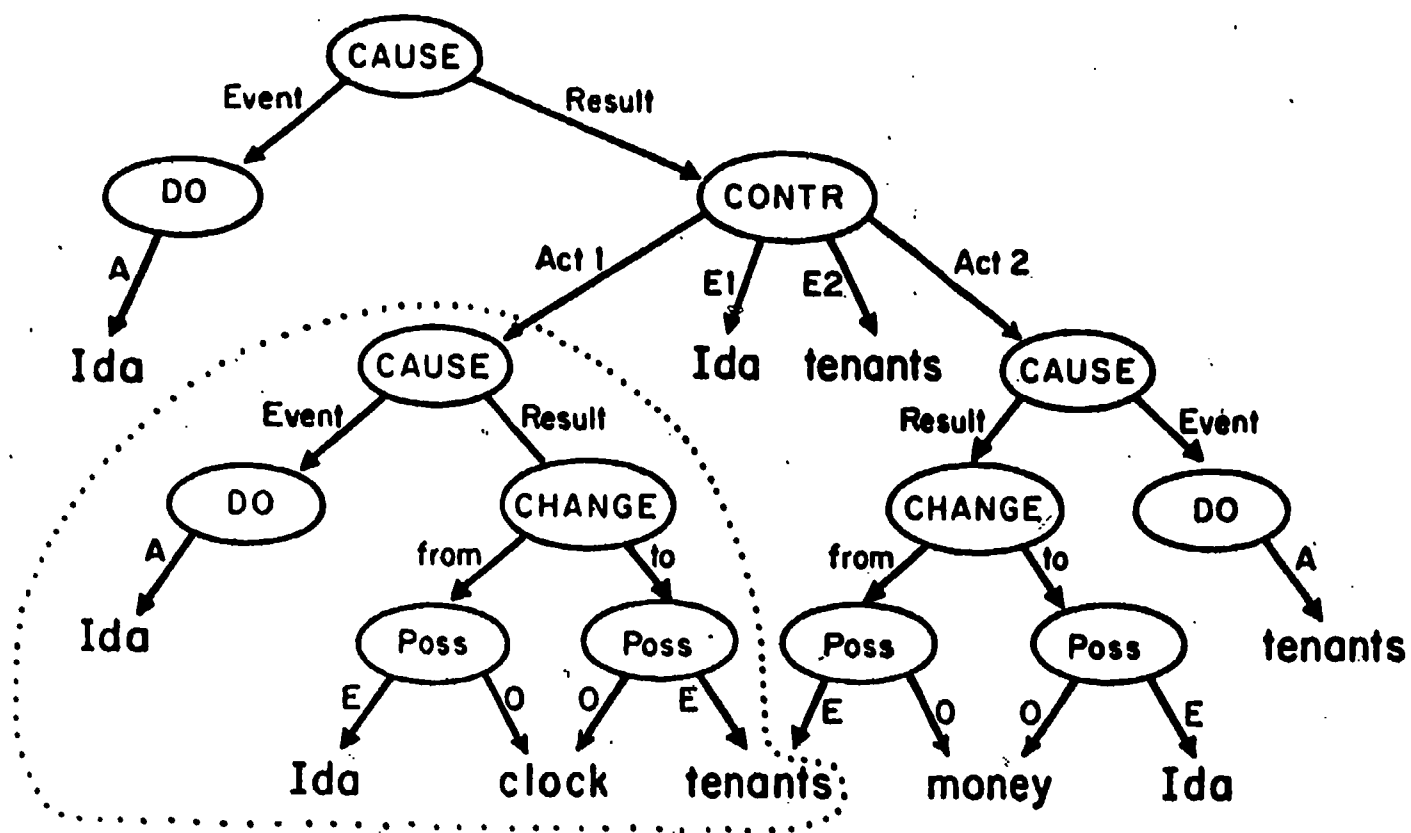 CAUSE
Event Result
DO CONTR
A Act 1 E1 E2 Act 2
Ida CAUSE Ida tenants CAUSE
Event Result Result Event
DO CHANGE CHANGE DO
A from to from to A
Ida Poss Poss Poss Poss tenants
E O O E E O O E
Ida clock tenants money Ida